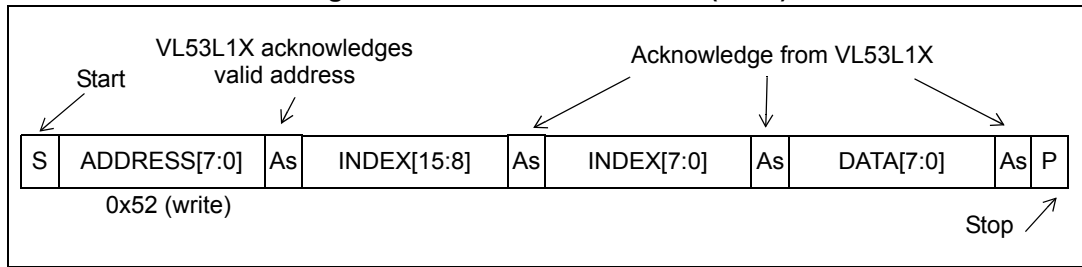 VL53L1X acknowledges
valid address
Acknowledge from VL53L1X
Start
S ADDRESS[7:0] As INDEX[15:8] As INDEX[7:0] As DATA[7:0] As P
0x52 (write)
Stop